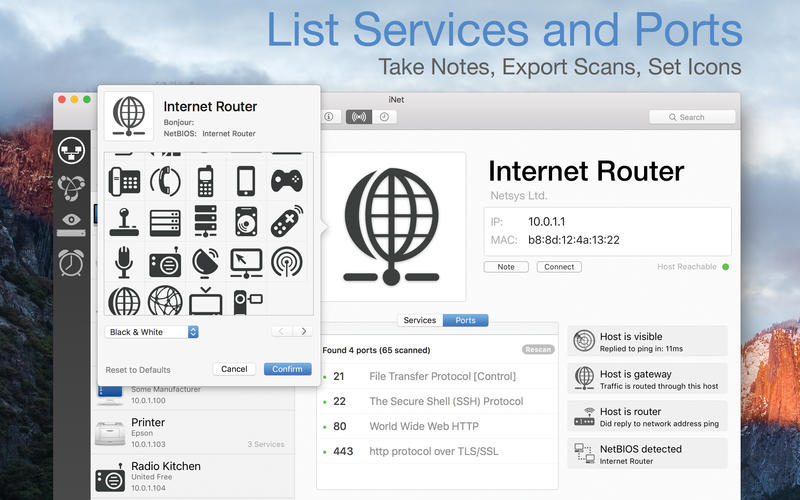 List Services and Ports
Take Notes, Export Scans, Set Icons
iNet
Search
Internet Router
Bonjour:
NetBIOS: Internet Router
Black & White
Reset to Defaults
Cancel
Confirm
Some Manufacturer
10.0.1.100
Printer
Epson
10.0.1.103
3 Services
Radio Kitchen
United Free
10.0.1.104
Internet Router
Netsys Ltd.
IP: 10.0.1.1
MAC: b8:8d:12:4a:13:22
Note
Connect
Host Reachable
Services
Ports
Found 4 ports (65 scanned)
Rescan
21 File Transfer Protocol [Control]
22 The Secure Shell (SSH) Protocol
80 World Wide Web HTTP
443 http protocol over TLS/SSL
Host is visible
Replied to ping in: 11ms
Host is gateway
Traffic is routed through this host
Host is router
Did reply to network address ping
NetBIOS detected
Internet Router